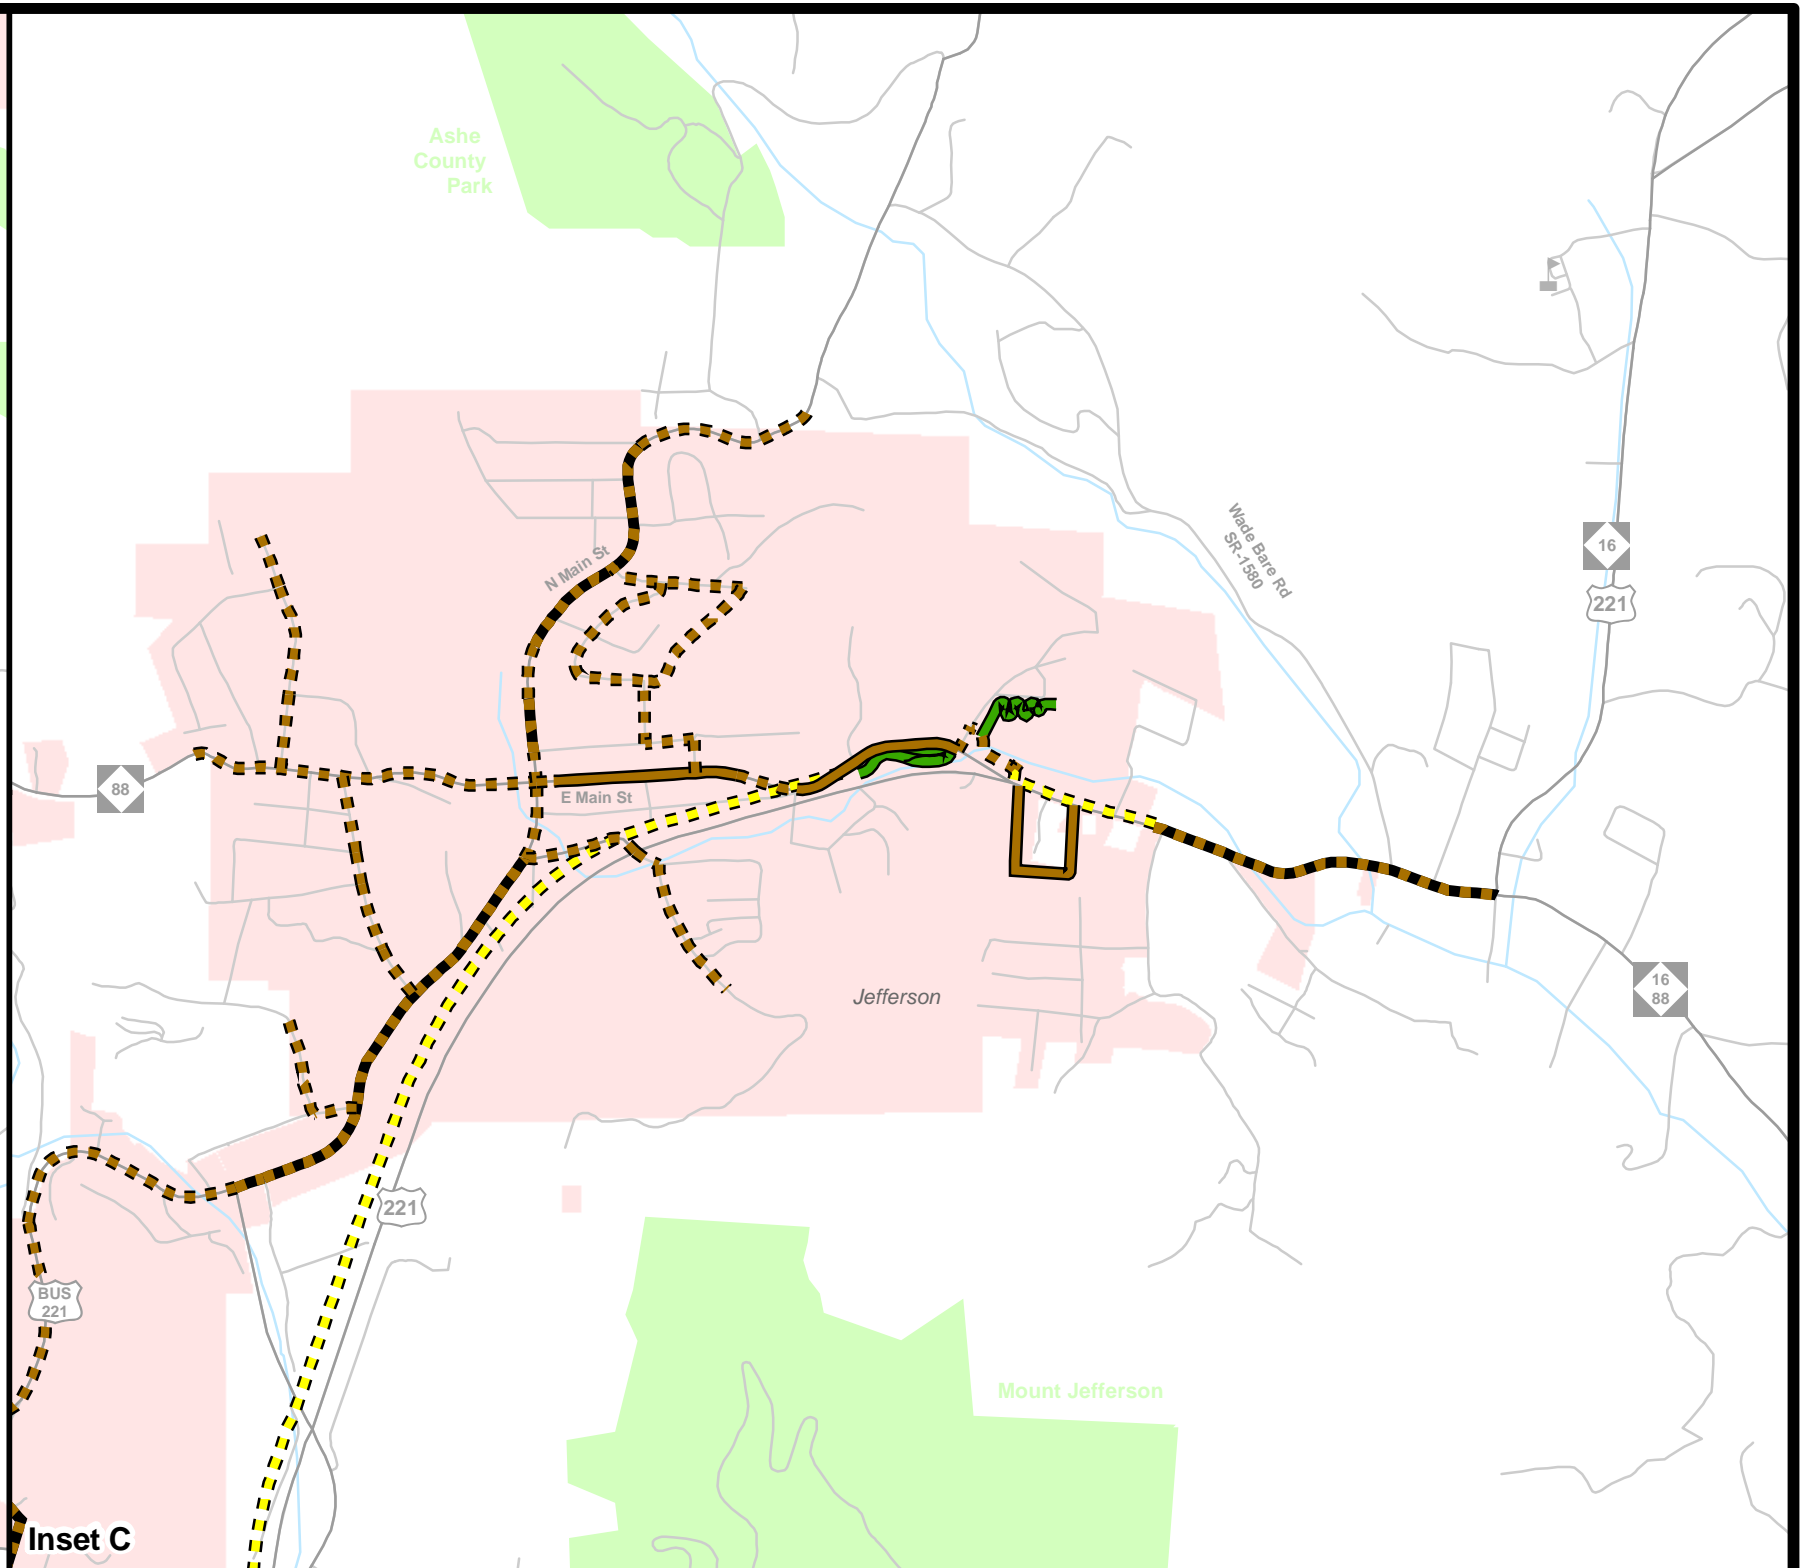 Ashe
County
Park
Wade Bare Rd
SR-1580
16
221
N Main St
88
E Main St
16
88
Jefferson
221
BUS
221
Mount Jefferson
Inset C